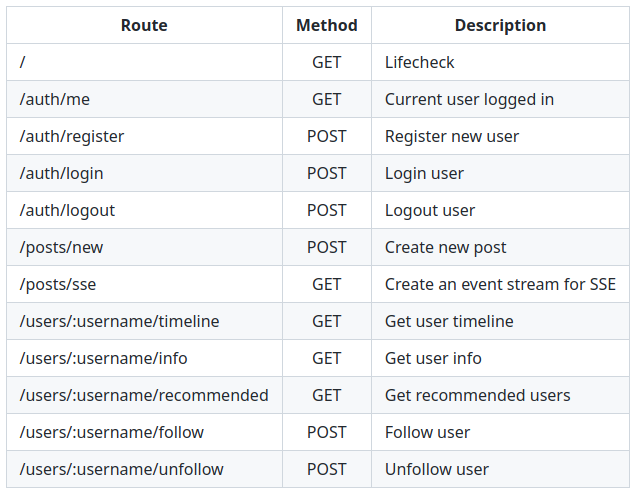 Route Method Description
/ GET Lifecheck
/auth/me GET Current user logged in
/auth/register POST Register new user
/auth/login POST Login user
/auth/logout POST Logout user
/posts/new POST Create new post
/posts/sse GET Create an event stream for SSE
/users/:username/timeline GET Get user timeline
/users/:username/info GET Get user info
/users/:username/recommended GET Get recommended users
/users/:username/follow POST Follow user
/users/:username/unfollow POST Unfollow user